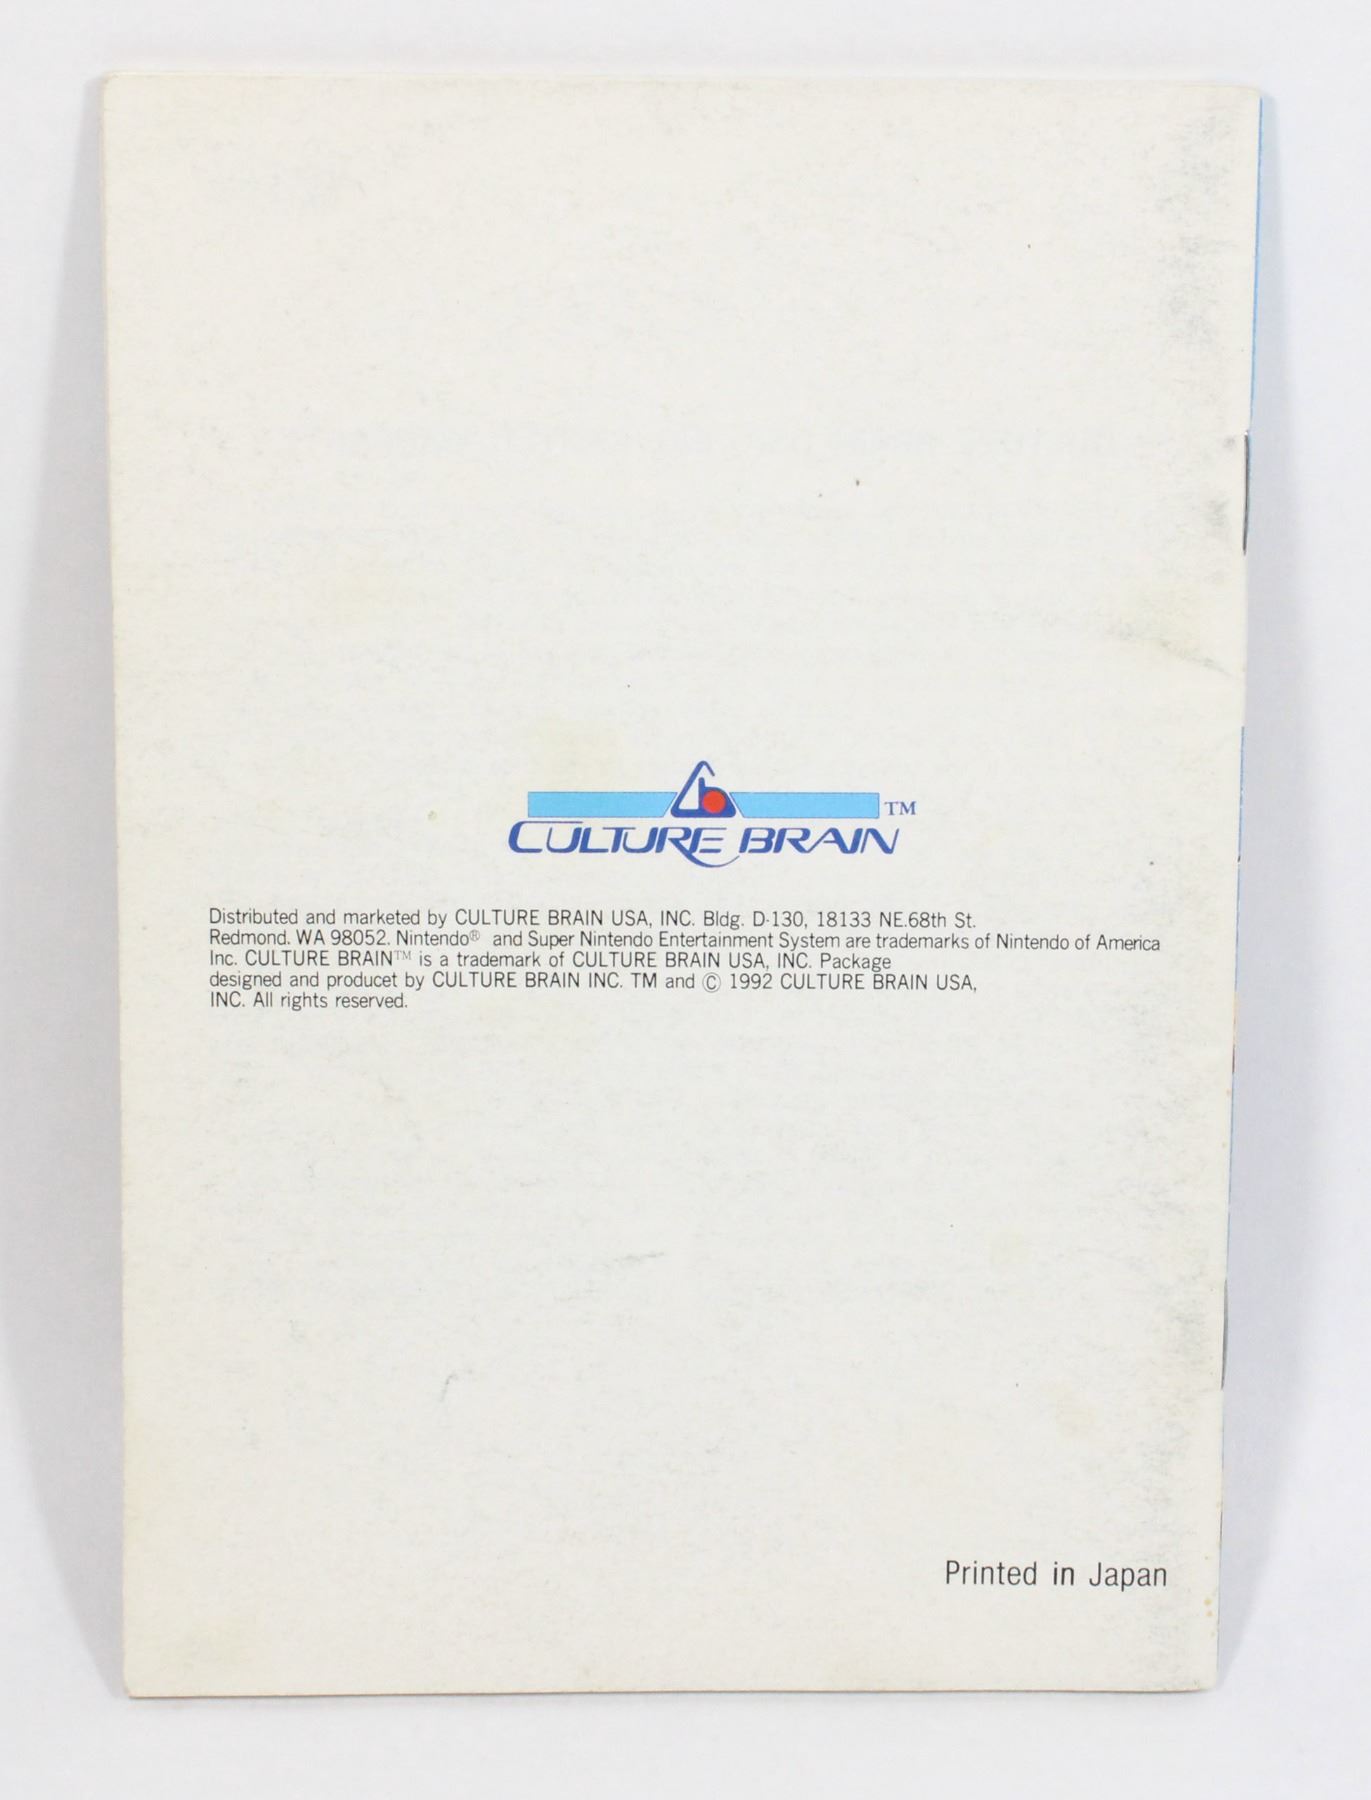 TM
CULTURE BRAIN
Distributed and marketed by CULTURE BRAIN USA, INC. Bldg. D-130, 18133 NE.68th St.
Redmond. WA 98052. Nintendo® and Super Nintendo Entertainment System are trademarks of Nintendo of America
Inc. CULTURE BRAIN™ is a trademark of CULTURE BRAIN USA, INC. Package
designed and producet by CULTURE BRAIN INC. TM and © 1992 CULTURE BRAIN USA,
INC. All rights reserved.
Printed in Japan